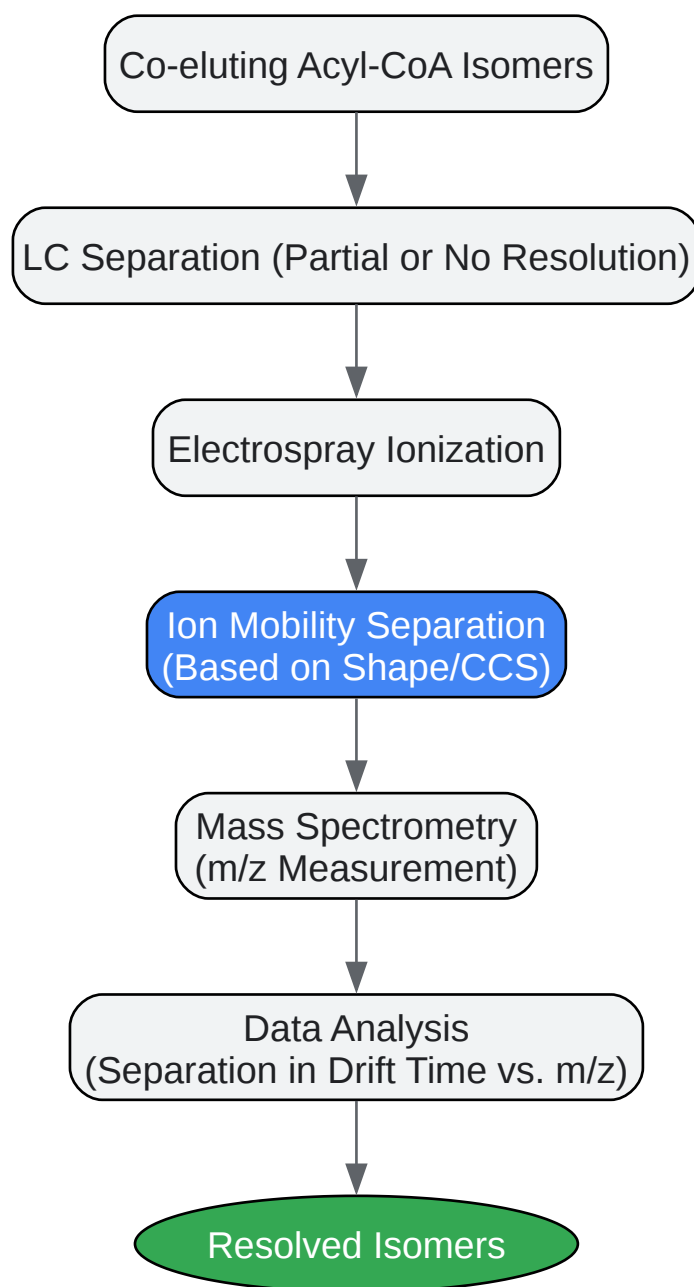 Co-eluting Acyl-CoA Isomers
LC Separation (Partial or No Resolution)
Electrospray Ionization
Ion Mobility Separation
(Based on Shape/CCS)
Mass Spectrometry
(m/z Measurement)
Data Analysis
(Separation in Drift Time vs. m/z)
Resolved Isomers